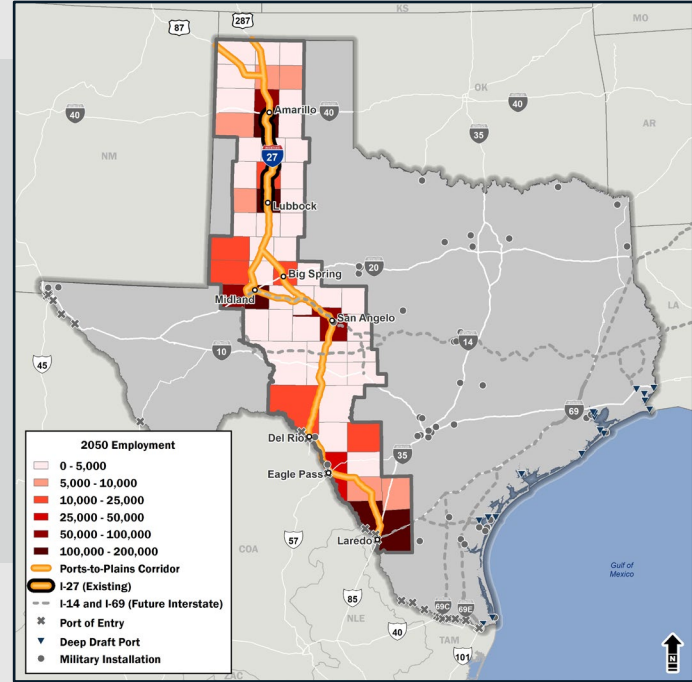 KS
MO
87
287
OK
40
Amarillo
40
40
35
AR
NM
27
Lubbock
20
Big Spring
Midland
LA
San Angelo
10
14
45
69
Del Rio
35
Eagle Pass
COA
57
Laredo
Gulf of
Mexico
85
NLE
69C
69E
40
TAM
101
ZAC
N
2050 Employment
0 - 5,000
5,000 - 10,000
10,000 - 25,000
25,000 - 50,000
50,000 - 100,000
100,000 - 200,000
Ports-to-Plains Corridor
I-27 (Existing)
I-14 and I-69 (Future Interstate)
Port of Entry
Deep Draft Port
Military Installation